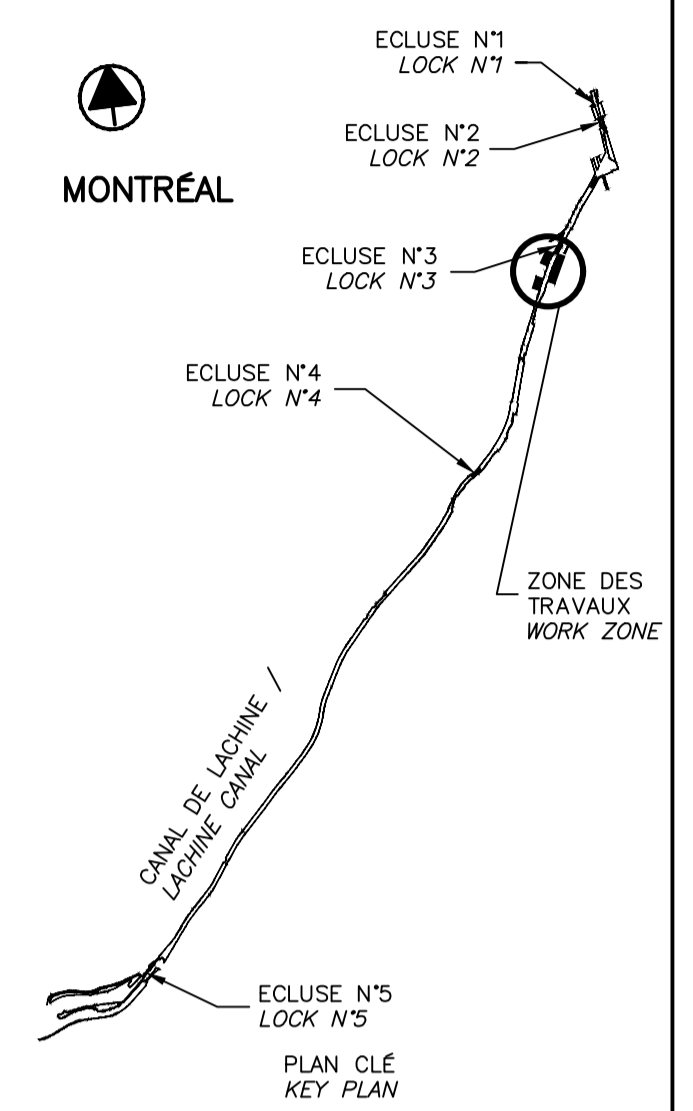 ECLUSE N°1
LOCK N°1
ECLUSE N°2
LOCK N°2
MONTRÉAL
ECLUSE N°3
LOCK N°3
ECLUSE N°4
LOCK N°4
ZONE DES
TRAVAUX
WORK ZONE
CANAL DE LACHINE /
LACHINE CANAL
ECLUSE N°5
LOCK N°5
PLAN CLÉ
KEY PLAN